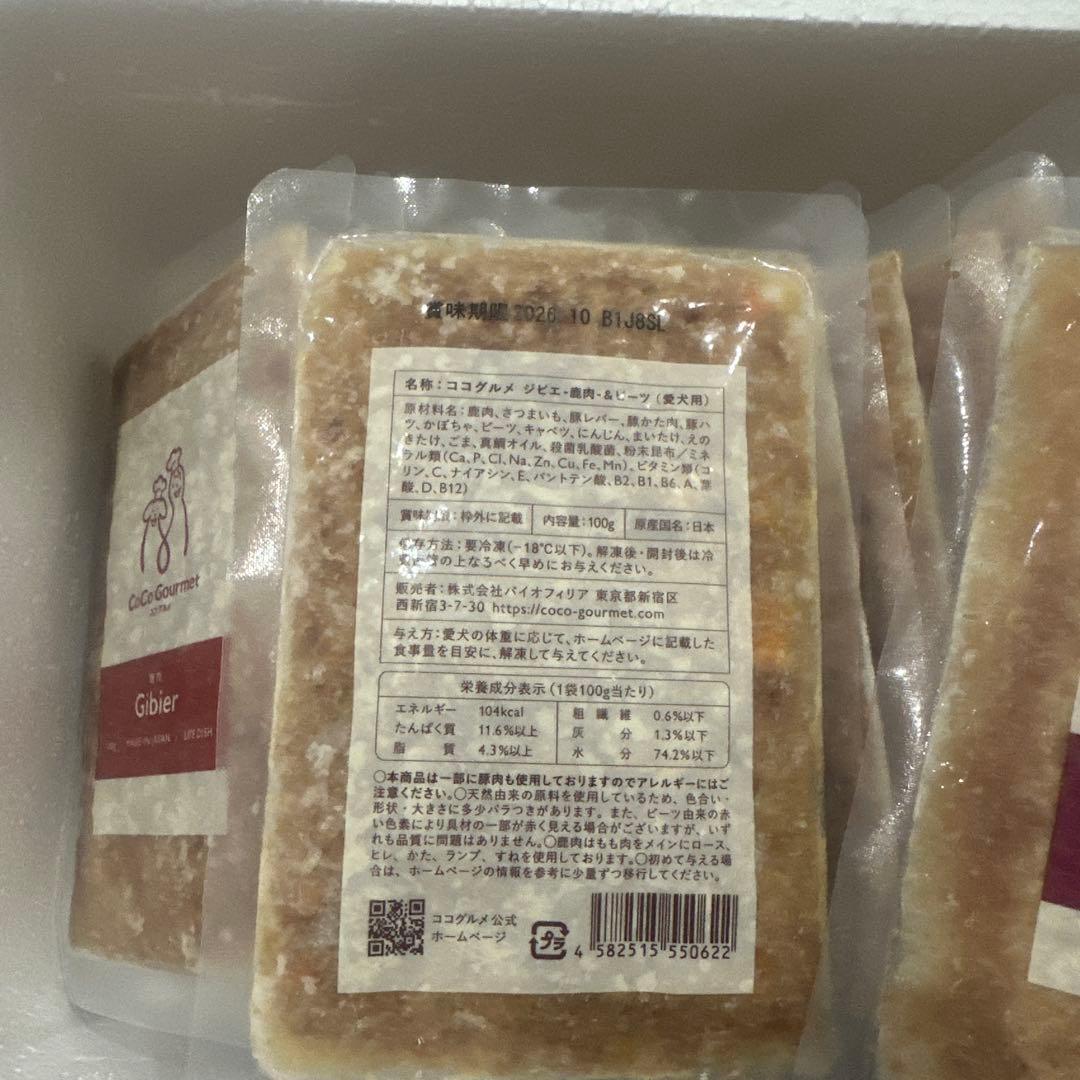 賞味期限 2026.10 B1J8SL
名称：ココグルメ ジビエ-鹿肉-&ビーツ（愛犬用）
原材料名：鹿肉、さつまいも、豚レバー、豚かた肉、豚ハ
ツ、かぼちゃ、ビーツ、キャベツ、にんじん、まいたけ、えの
きたけ、ごま、真鯛オイル、殺菌乳酸菌、粉末昆布／ミネ
ラル類（Ca、P、Cl、Na、Zn、Cu、Fe、Mn）、ビタミン類（コ
リン、C、ナイアシン、E、パントテン酸、B2、B1、B6、A、葉
酸、D、B12）
賞味期限：枠外に記載 内容量：100g 原産国名：日本
保存方法：要冷凍（−18℃以下）。解凍後・開封後は冷
蔵保管の上なるべく早めにお与えください。
販売者：株式会社バイオフィリア 東京都新宿区
西新宿3-7-30 https://coco-gourmet.com
与え方：愛犬の体重に応じて、ホームページに記載した
食事量を目安に、解凍して与えてください。
栄養成分表示（1袋100g当たり）
エネルギー 104kcal 粗繊維 0.6%以下
たんぱく質 11.6%以上 灰分 1.3%以下
脂質 4.3%以上 水分 74.2%以下
○本商品は一部に豚肉も使用しておりますのでアレルギーにはご
注意ください。○天然由来の原料を使用しているため、色合い・
形状・大きさに多少バラつきがあります。また、ビーツ由来の赤
い色素により具材の一部が赤く見える場合がございますが、いず
れも品質に問題はありません。○鹿肉はもも肉をメインにロース、
ヒレ、かた、ランプ、すねを使用しております。○初めて与える場
合は、ホームページの情報を参考に少量ずつ移行してください。
ココグルメ公式
ホームページ
プラ
4 582515 550622
CoCo Gourmet
Gibier
MADE IN JAPAN / LIFE DISH